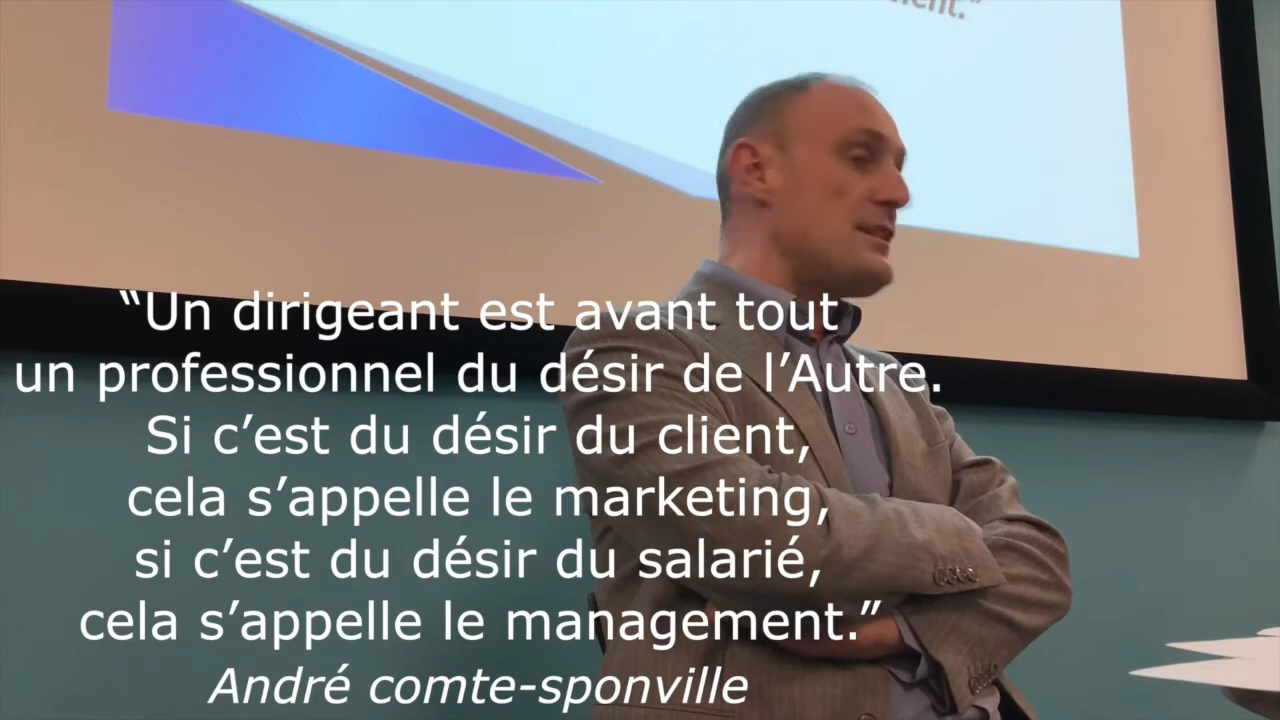 “Un dirigeant est avant tout
un professionnel du désir de l’Autre.
Si c’est du désir du client,
cela s’appelle le marketing,
si c’est du désir du salarié,
cela s’appelle le management.”
André comte-sponville